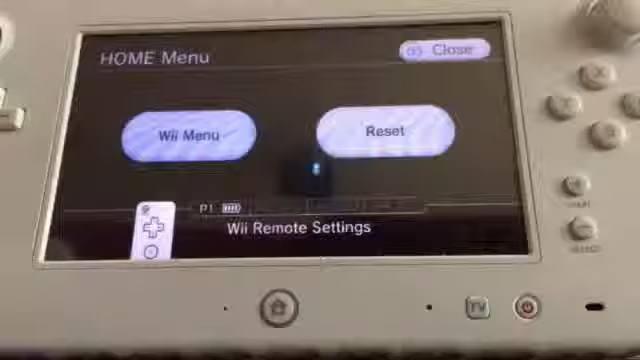 HOME Menu
Close
Wii Menu
Reset
P1
Wii Remote Settings
TV